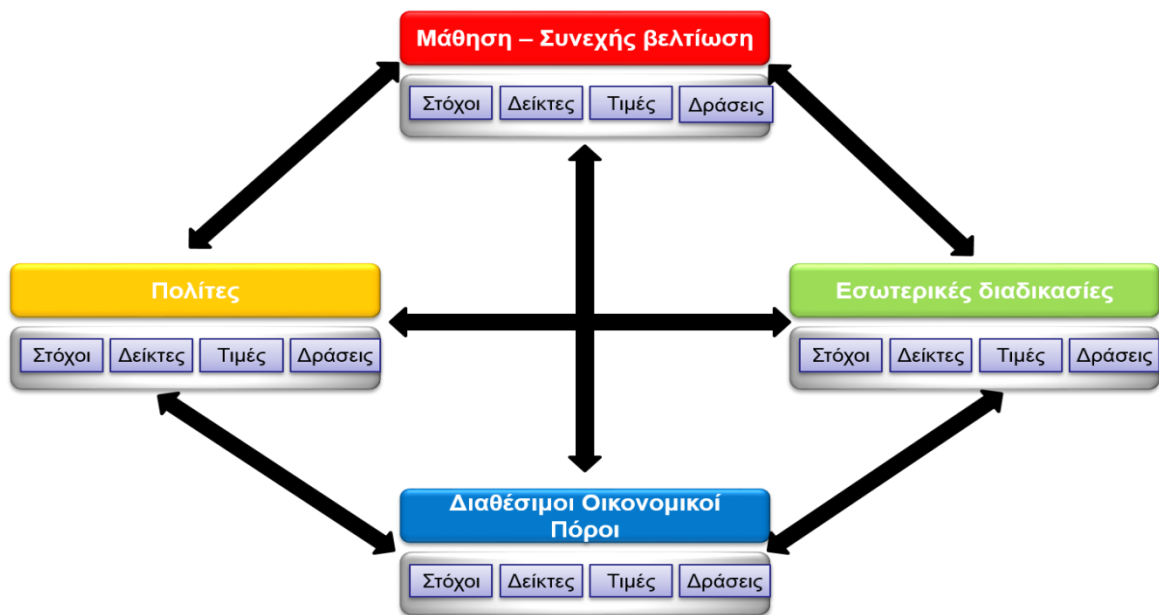 Μάθηση – Συνεχής βελτίωση
Στόχοι Δείκτες Τιμές Δράσεις
Πολίτες
Στόχοι Δείκτες Τιμές Δράσεις
Εσωτερικές διαδικασίες
Στόχοι Δείκτες Τιμές Δράσεις
Διαθέσιμοι Οικονομικοί
Πόροι
Στόχοι Δείκτες Τιμές Δράσεις